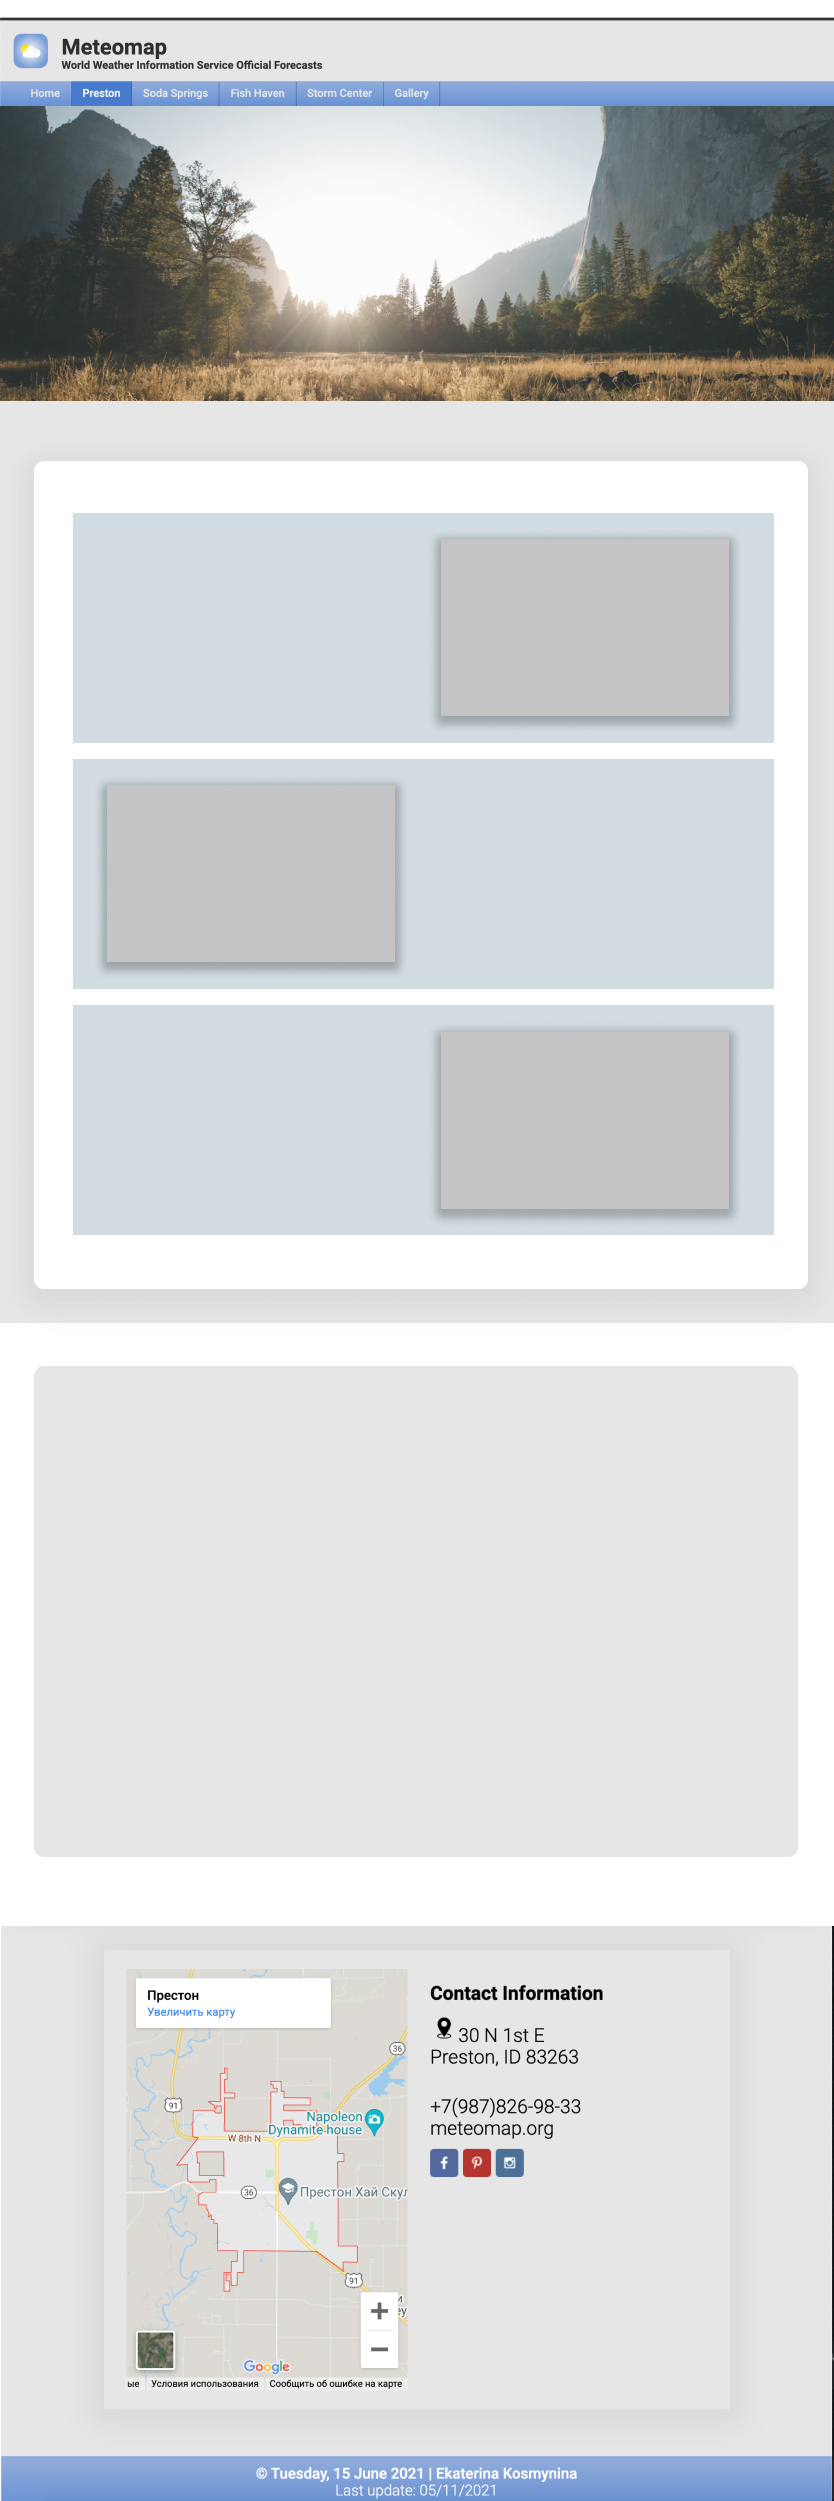 Meteomap
World Weather Information Service Official Forecasts
Home Preston Soda Springs Fish Haven Storm Center Gallery
Престон
Увеличить карту
36
91
Napoleon
Dynamite house
W 8th N
36
Престон Хай Скул
91
Google
ые Условия использования Сообщить об ошибке на карте
Contact Information
30 N 1st E
Preston, ID 83263
+7(987)826-98-33
meteomap.org
© Tuesday, 15 June 2021 | Ekaterina Kosmynina
Last update: 05/11/2021